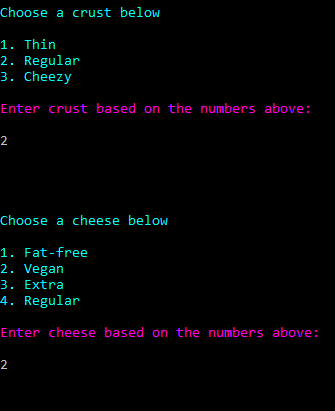 Choose a crust below
1. Thin
2. Regular
3. Cheezy
Enter crust based on the numbers above:
2
Choose a cheese below
1. Fat-free
2. Vegan
3. Extra
4. Regular
Enter cheese based on the numbers above:
2